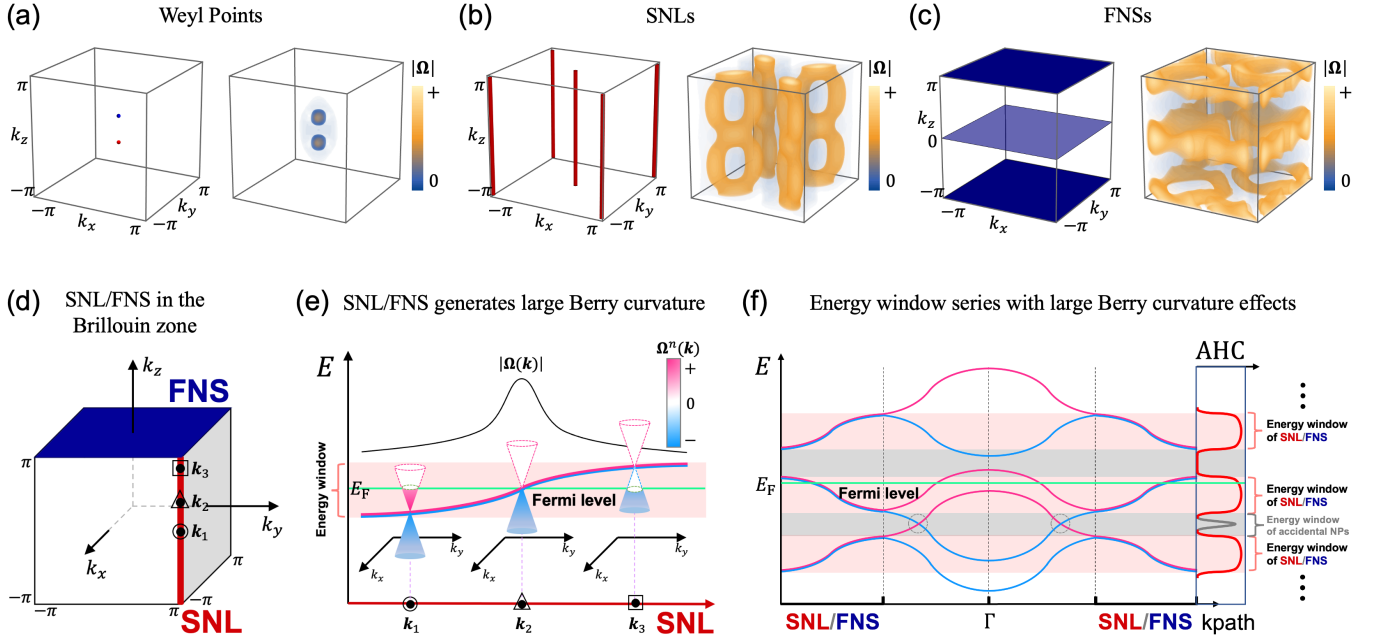 (a)
Weyl Points
π
k_z
−π
−π
k_x
π
−π
k_y
π
|Ω|
+
0
(b)
SNLs
π
k_z
−π
−π
k_x
π
−π
k_y
π
|Ω|
+
0
(c)
FNSs
π
k_z
0
−π
−π
k_x
−π
k_y
π
|Ω|
+
0
(d)
SNL/FNS in the
Brillouin zone
k_z
FNS
π
k_3
k_2
k_1
k_y
k_x
π
−π
−π
π
−π
SNL
(e)
SNL/FNS generates large Berry curvature
E
|Ω(k)|
Ωⁿ(k)
+
0
−
Energy window
E_F
Fermi level
k_y
k_x
k_y
k_x
k_y
k_x
k_1
k_2
k_3
SNL
(f)
Energy window series with large Berry curvature effects
E
AHC
E_F
Fermi level
Energy window
of SNL/FNS
Energy window
of SNL/FNS
Energy window
of accidental NPs
Energy window
of SNL/FNS
SNL/FNS
Γ
SNL/FNS
kpath